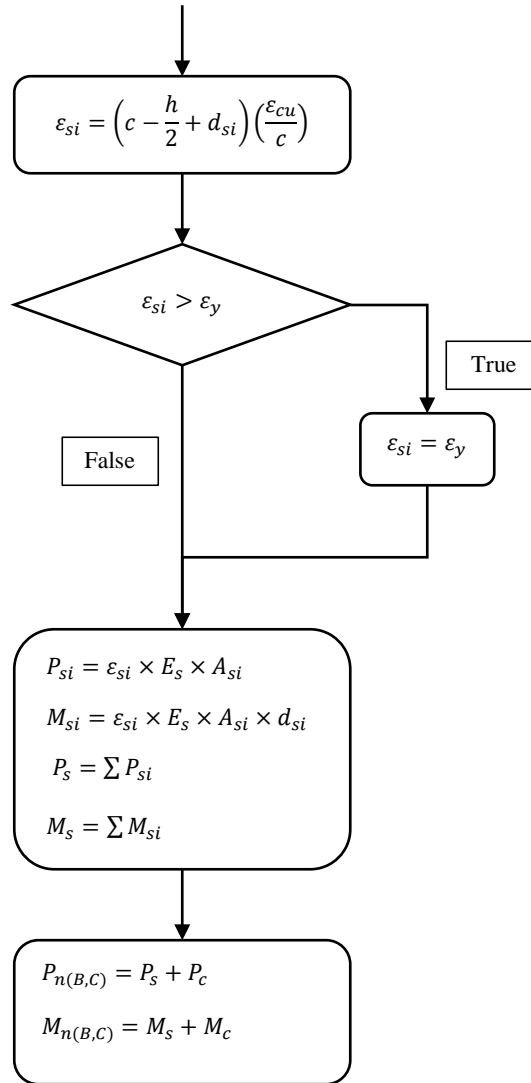 ε_si = (c − h/2 + d_si) (ε_cu/c)
ε_si > ε_y
True
False
ε_si = ε_y
P_si = ε_si × E_s × A_si
M_si = ε_si × E_s × A_si × d_si
P_s = ∑ P_si
M_s = ∑ M_si
P_n(B,C) = P_s + P_c
M_n(B,C) = M_s + M_c